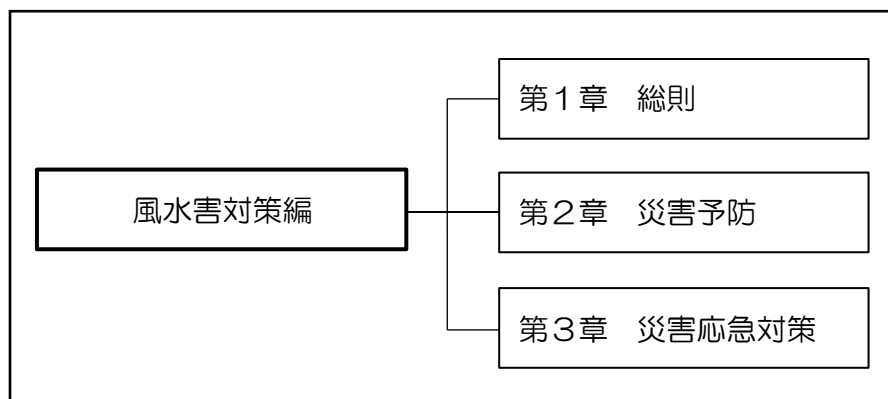 第１章　総則
風水害対策編
第２章　災害予防
第３章　災害応急対策